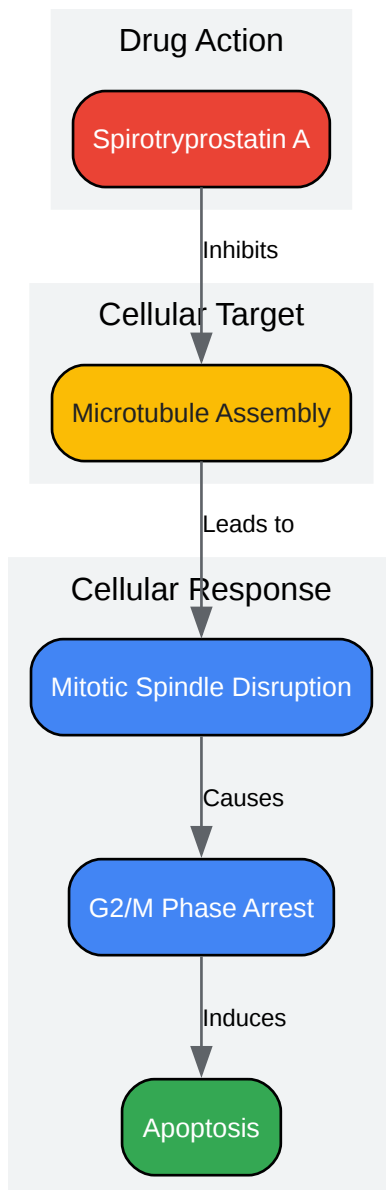 Drug Action
Spirotryprostatin A
Inhibits
Cellular Target
Microtubule Assembly
Leads to
Cellular Response
Mitotic Spindle Disruption
Causes
G2/M Phase Arrest
Induces
Apoptosis